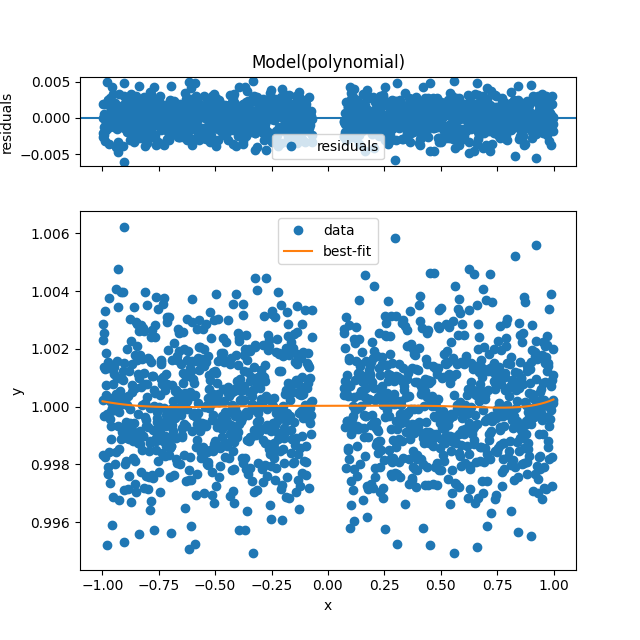 Model(polynomial)
0.005
0.000
−0.005
residuals
residuals
1.006
1.004
1.002
1.000
0.998
0.996
y
data
best-fit
−1.00 −0.75 −0.50 −0.25 0.00 0.25 0.50 0.75 1.00
x